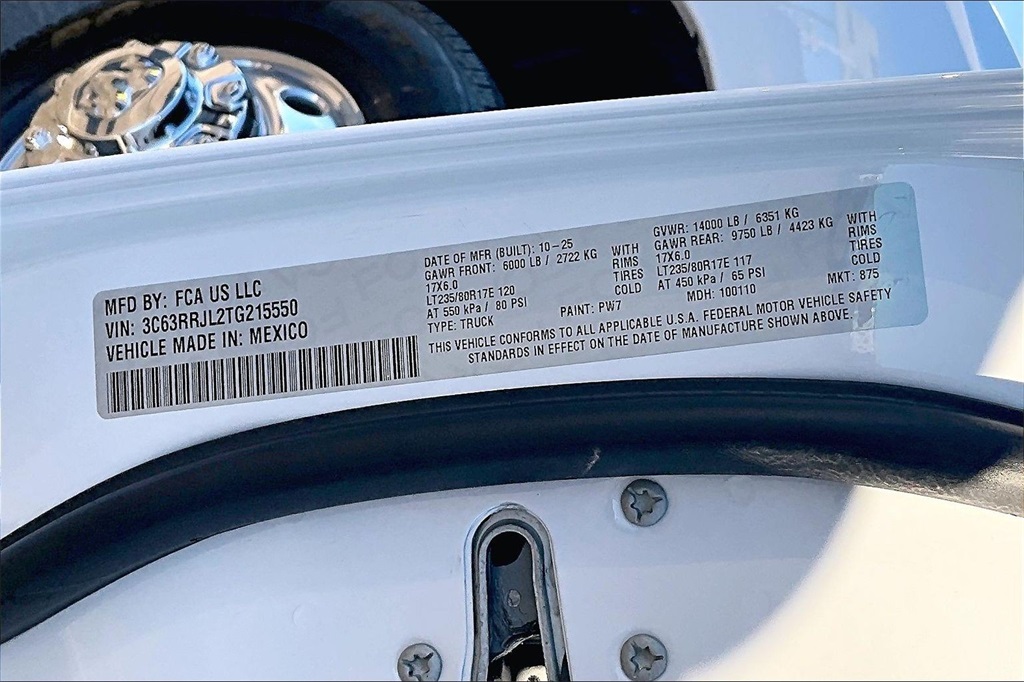 MFD BY: FCA US LLC
VIN: 3C63RRJL2TG215550
VEHICLE MADE IN: MEXICO
DATE OF MFR (BUILT): 10-25
GAWR FRONT: 6000 LB / 2722 KG WITH
17X6.0 RIMS
LT235/80R17E 120 TIRES
AT 550 kPa / 80 PSI COLD
TYPE: TRUCK PAINT: PW7
GVWR: 14000 LB / 6351 KG
GAWR REAR: 9750 LB / 4423 KG WITH
17X6.0 RIMS
LT235/80R17E 117 TIRES
AT 450 kPa / 65 PSI COLD
MDH: 100110 MKT: 875
THIS VEHICLE CONFORMS TO ALL APPLICABLE U.S.A. FEDERAL MOTOR VEHICLE SAFETY
STANDARDS IN EFFECT ON THE DATE OF MANUFACTURE SHOWN ABOVE.